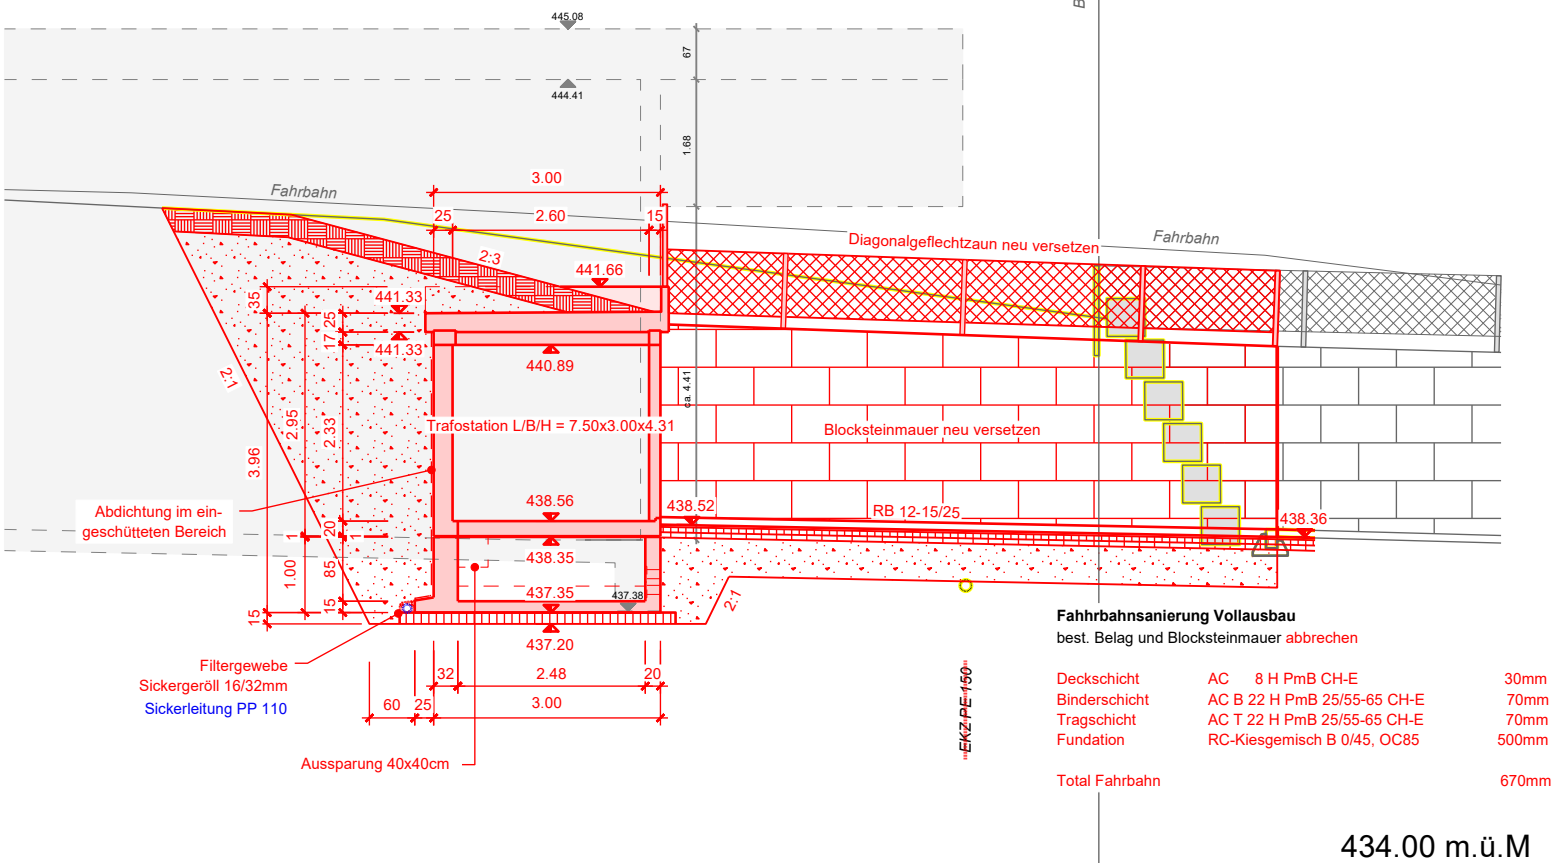 B
445.08
67
444.41
1.68
Fahrbahn
3.00
25
2.60
15
Diagonalgeflechtzaun neu versetzen
Fahrbahn
2:3
441.66
35
441.33
25
17
441.33
440.89
2:1
ca. 4.41
2.95
2.33
3.96
Trafostation L/B/H = 7.50x3.00x4.31
Blocksteinmauer neu versetzen
438.56
438.52
RB 12-15/25
438.36
Abdichtung im ein-
geschütteten Bereich
1
20
1
438.35
1.00
85
437.35
437.38
15
15
2:1
437.20
Fahhrbahnsanierung Vollausbau
best. Belag und Blocksteinmauer abbrechen
Filtergewebe
Sickergeröll 16/32mm
Sickerleitung PP 110
32
2.48
20
60
25
3.00
EKZ PE 150
Deckschicht AC 8 H PmB CH-E 30mm
Binderschicht AC B 22 H PmB 25/55-65 CH-E 70mm
Tragschicht AC T 22 H PmB 25/55-65 CH-E 70mm
Fundation RC-Kiesgemisch B 0/45, OC85 500mm
Aussparung 40x40cm
Total Fahrbahn 670mm
434.00 m.ü.M